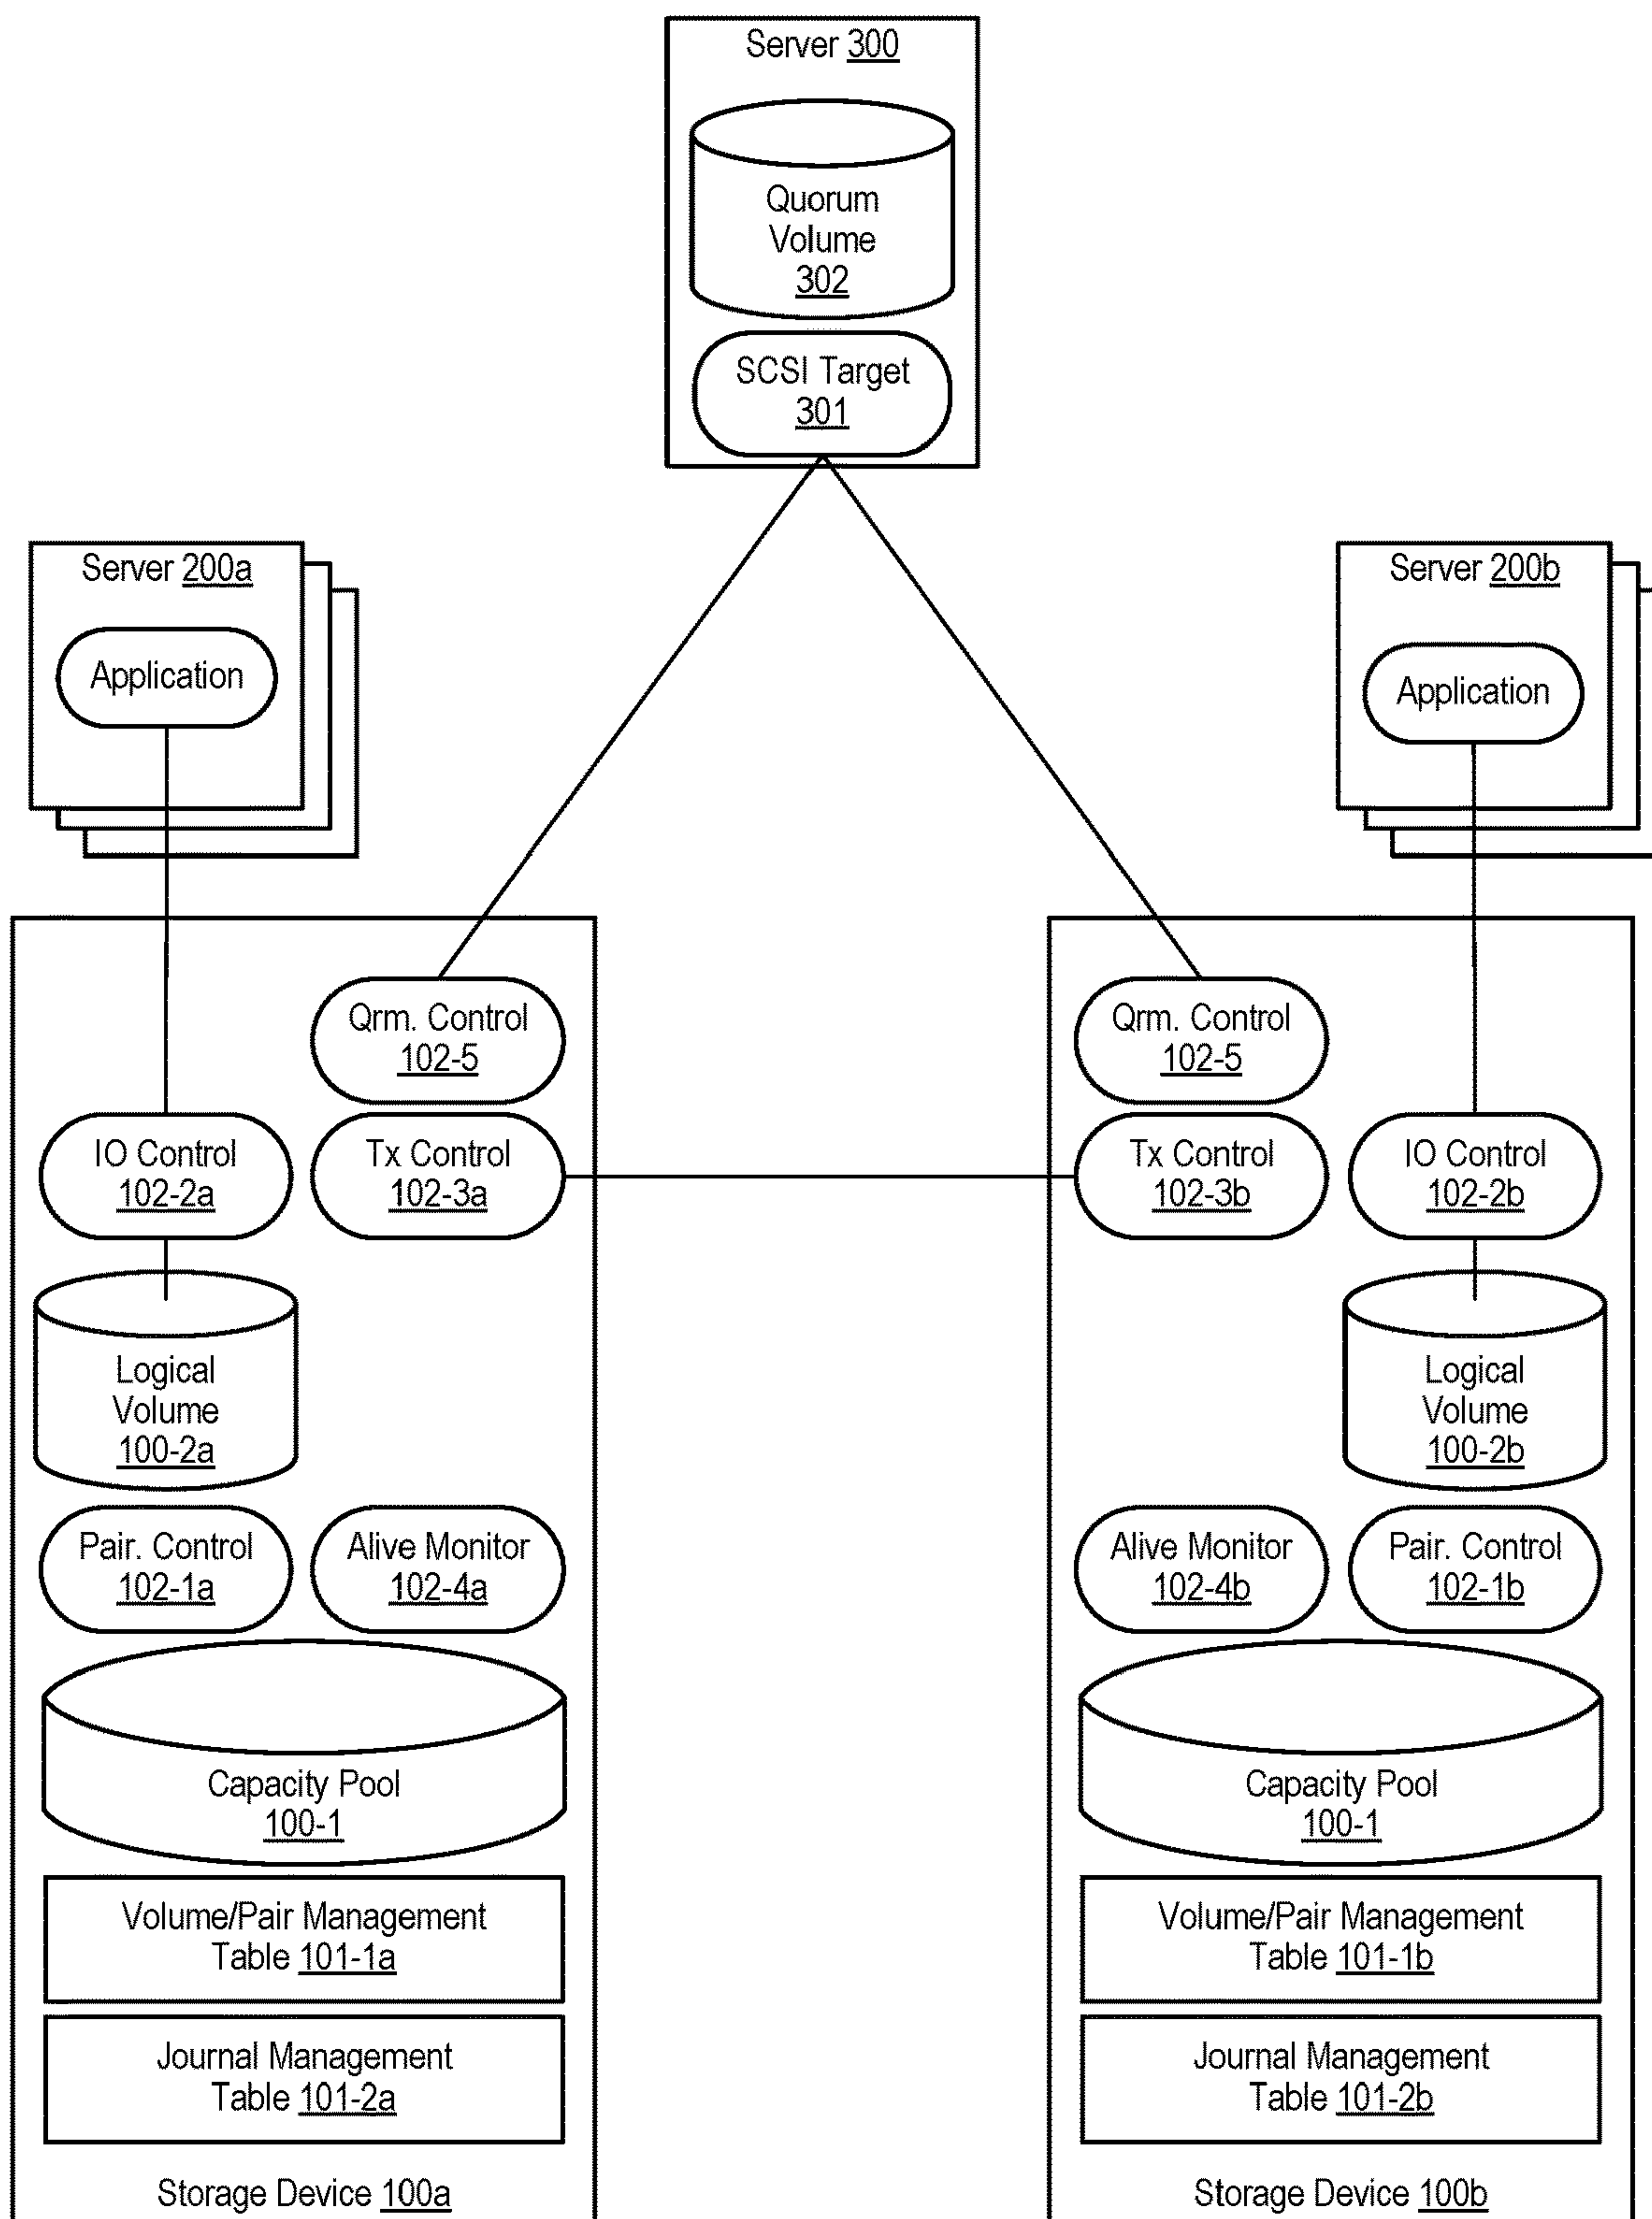 Server 300
Quorum
Volume
302
SCSI Target
301
Server 200a
Application
Server 200b
Application
Qrm. Control
102-5
IO Control
102-2a
Tx Control
102-3a
Logical
Volume
100-2a
Pair. Control
102-1a
Alive Monitor
102-4a
Capacity Pool
100-1
Volume/Pair Management
Table 101-1a
Journal Management
Table 101-2a
Storage Device 100a
Qrm. Control
102-5
Tx Control
102-3b
IO Control
102-2b
Logical
Volume
100-2b
Alive Monitor
102-4b
Pair. Control
102-1b
Capacity Pool
100-1
Volume/Pair Management
Table 101-1b
Journal Management
Table 101-2b
Storage Device 100b